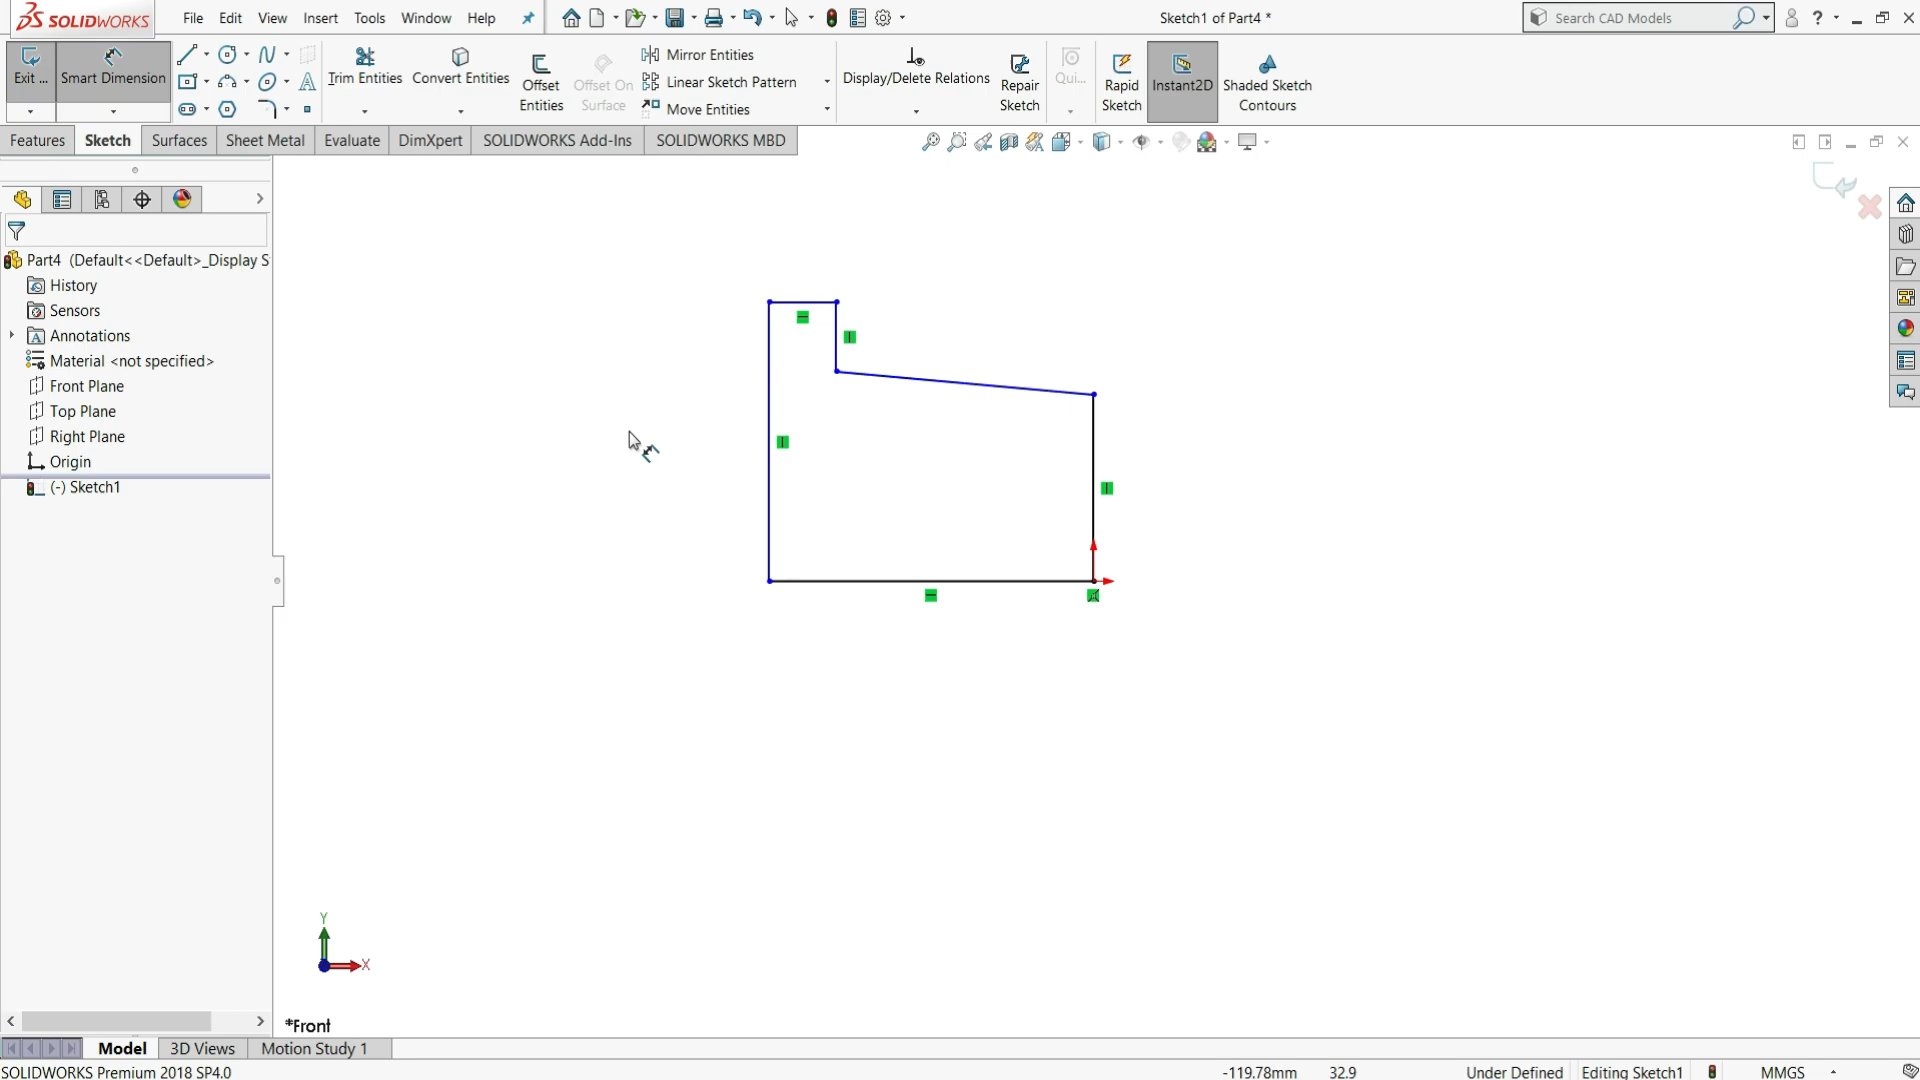 SOLIDWORKS File Edit View Insert Tools Window Help Sketch1 of Part4 * Search CAD Models ?
Exit ... Smart Dimension Trim Entities Convert Entities Offset Entities Offset On Surface Mirror Entities Linear Sketch Pattern Move Entities Display/Delete Relations Repair Sketch Qui... Rapid Sketch Instant2D Shaded Sketch Contours
Features Sketch Surfaces Sheet Metal Evaluate DimXpert SOLIDWORKS Add-Ins SOLIDWORKS MBD
Part4 (Default<<Default>_Display S
History
Sensors
Annotations
Material <not specified>
Front Plane
Top Plane
Right Plane
Origin
(-) Sketch1
Y
X
*Front
Model 3D Views Motion Study 1
SOLIDWORKS Premium 2018 SP4.0 -119.78mm 32.9 Under Defined Editing Sketch1 MMGS